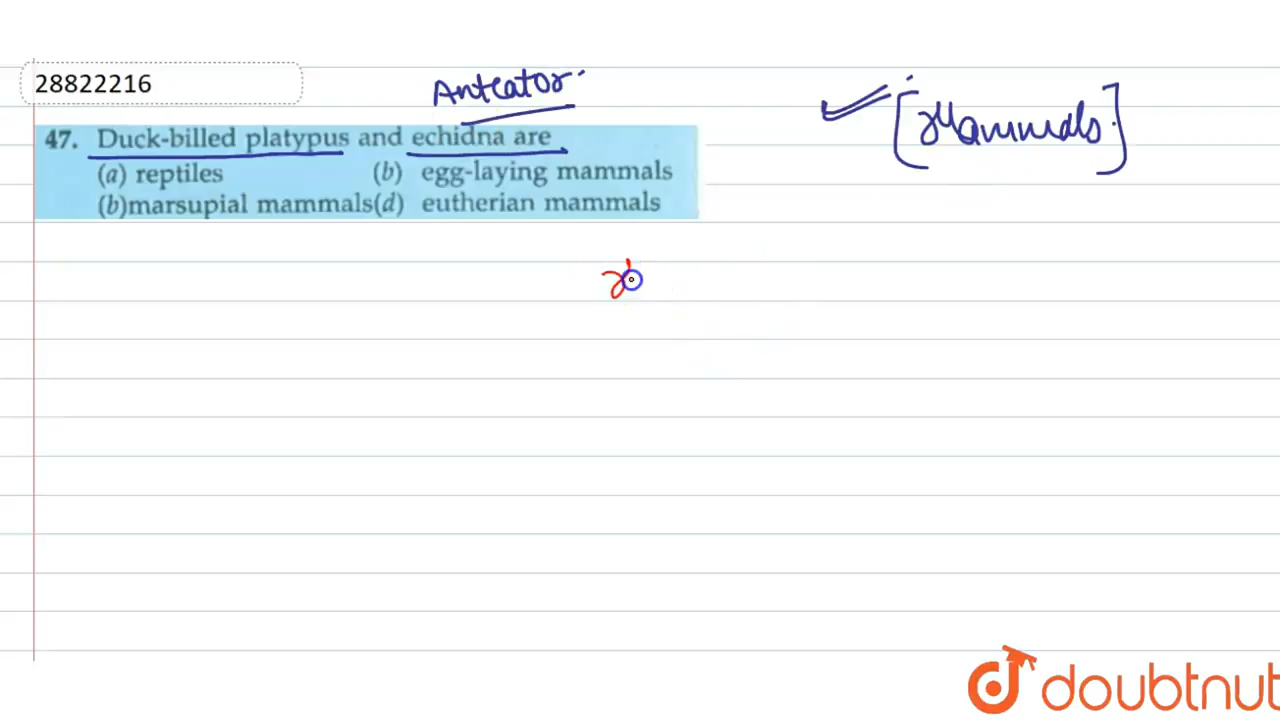 28822216
Anteator.
[Mammals.]
47. Duck-billed platypus and echidna are
(a) reptiles (b) egg-laying mammals
(b)marsupial mammals(d) eutherian mammals
doubtnut